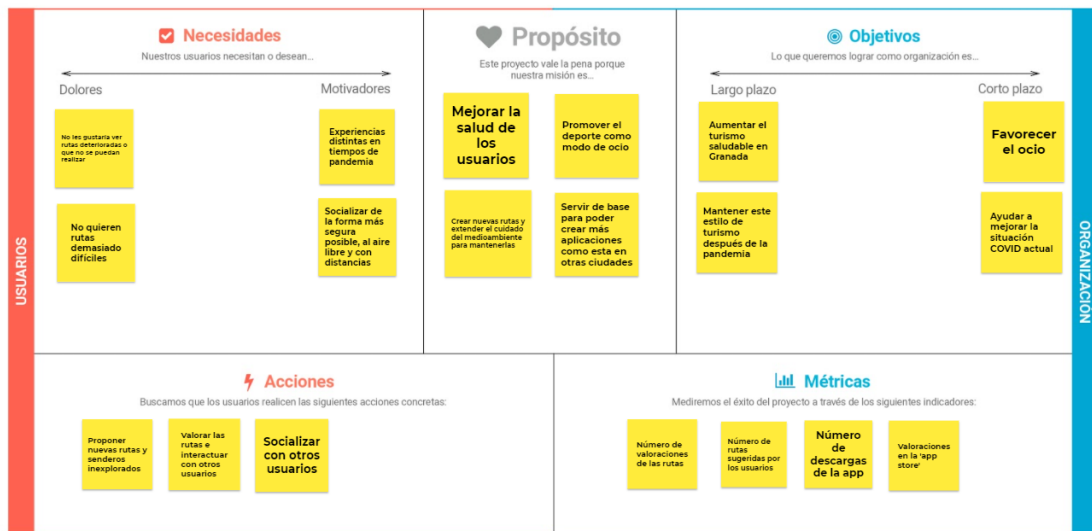 Necesidades
Nuestros usuarios necesitan o desean...
Dolores
Motivadores
No les gustaría ver
rutas deterioradas o
que no se puedan
realizar
Experiencias
distintas en
tiempos de
pandemia
No quieren
rutas
demasiado
difíciles
Socializar de
la forma más
segura
posible, al aire
libre y con
distancias
Propósito
Este proyecto vale la pena porque
nuestra misión es...
Mejorar la
salud de
los
usuarios
Promover el
deporte como
modo de ocio
Crear nuevas rutas y
extender el cuidado
del medioambiente
para mantenerlas
Servir de base
para poder
crear más
aplicaciones
como esta en
otras ciudades
Objetivos
Lo que queremos lograr como organización es...
Largo plazo
Corto plazo
Aumentar el
turismo
saludable en
Granada
Favorecer
el ocio
Mantener este
estilo de
turismo
después de la
pandemia
Ayudar a
mejorar la
situación
COVID actual
USUARIOS
ORGANIZACIÓN
Acciones
Buscamos que los usuarios realicen las siguientes acciones concretas:
Proponer
nuevas rutas y
senderos
inexplorados
Valorar las
rutas e
interactuar
con otros
usuarios
Socializar
con otros
usuarios
Métricas
Mediremos el éxito del proyecto a través de los siguientes indicadores:
Número de
valoraciones
de las rutas
Número de
rutas
sugeridas por
los usuarios
Número
de
descargas
de la app
Valoraciones
en la 'app
store'